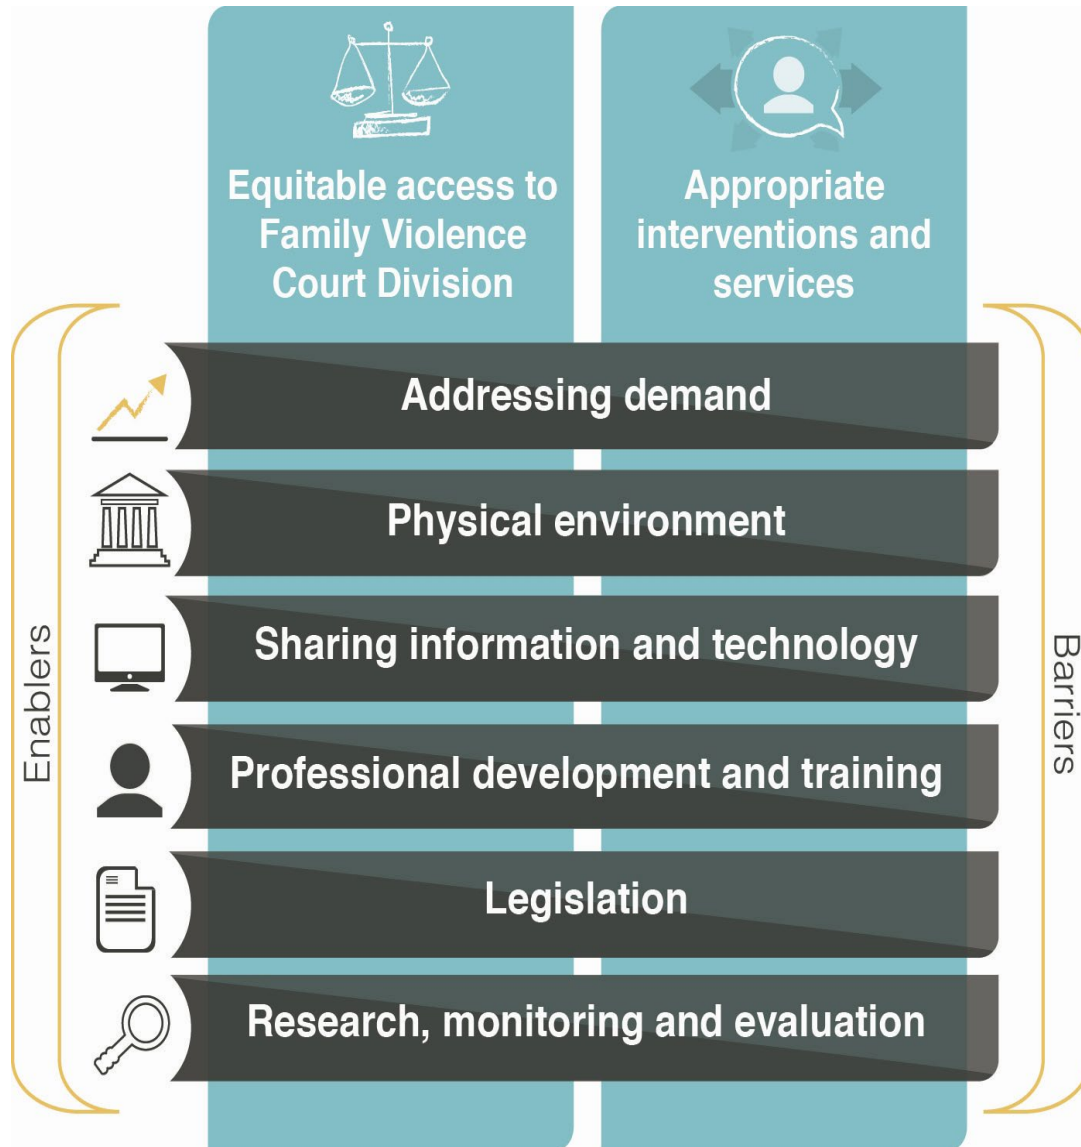 Equitable access to
Family Violence
Court Division
Appropriate
interventions and
services
Enablers
Barriers
Addressing demand
Physical environment
Sharing information and technology
Professional development and training
Legislation
Research, monitoring and evaluation